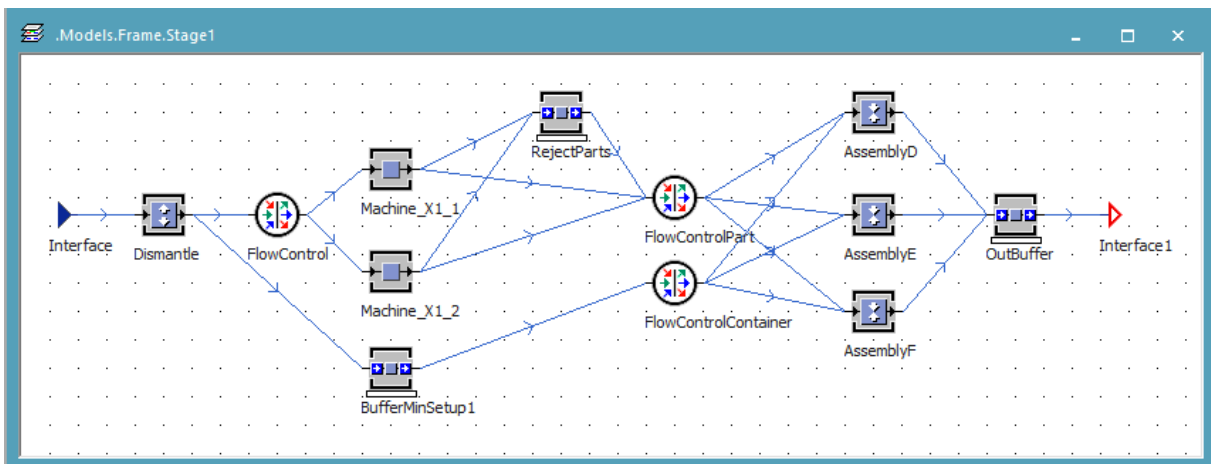 .Models.Frame.Stage1
RejectParts
AssemblyD
Machine_X1_1
Interface
Dismantle
FlowControl
FlowControlPart
AssemblyE
OutBuffer
Interface1
Machine_X1_2
FlowControlContainer
AssemblyF
BufferMinSetup1